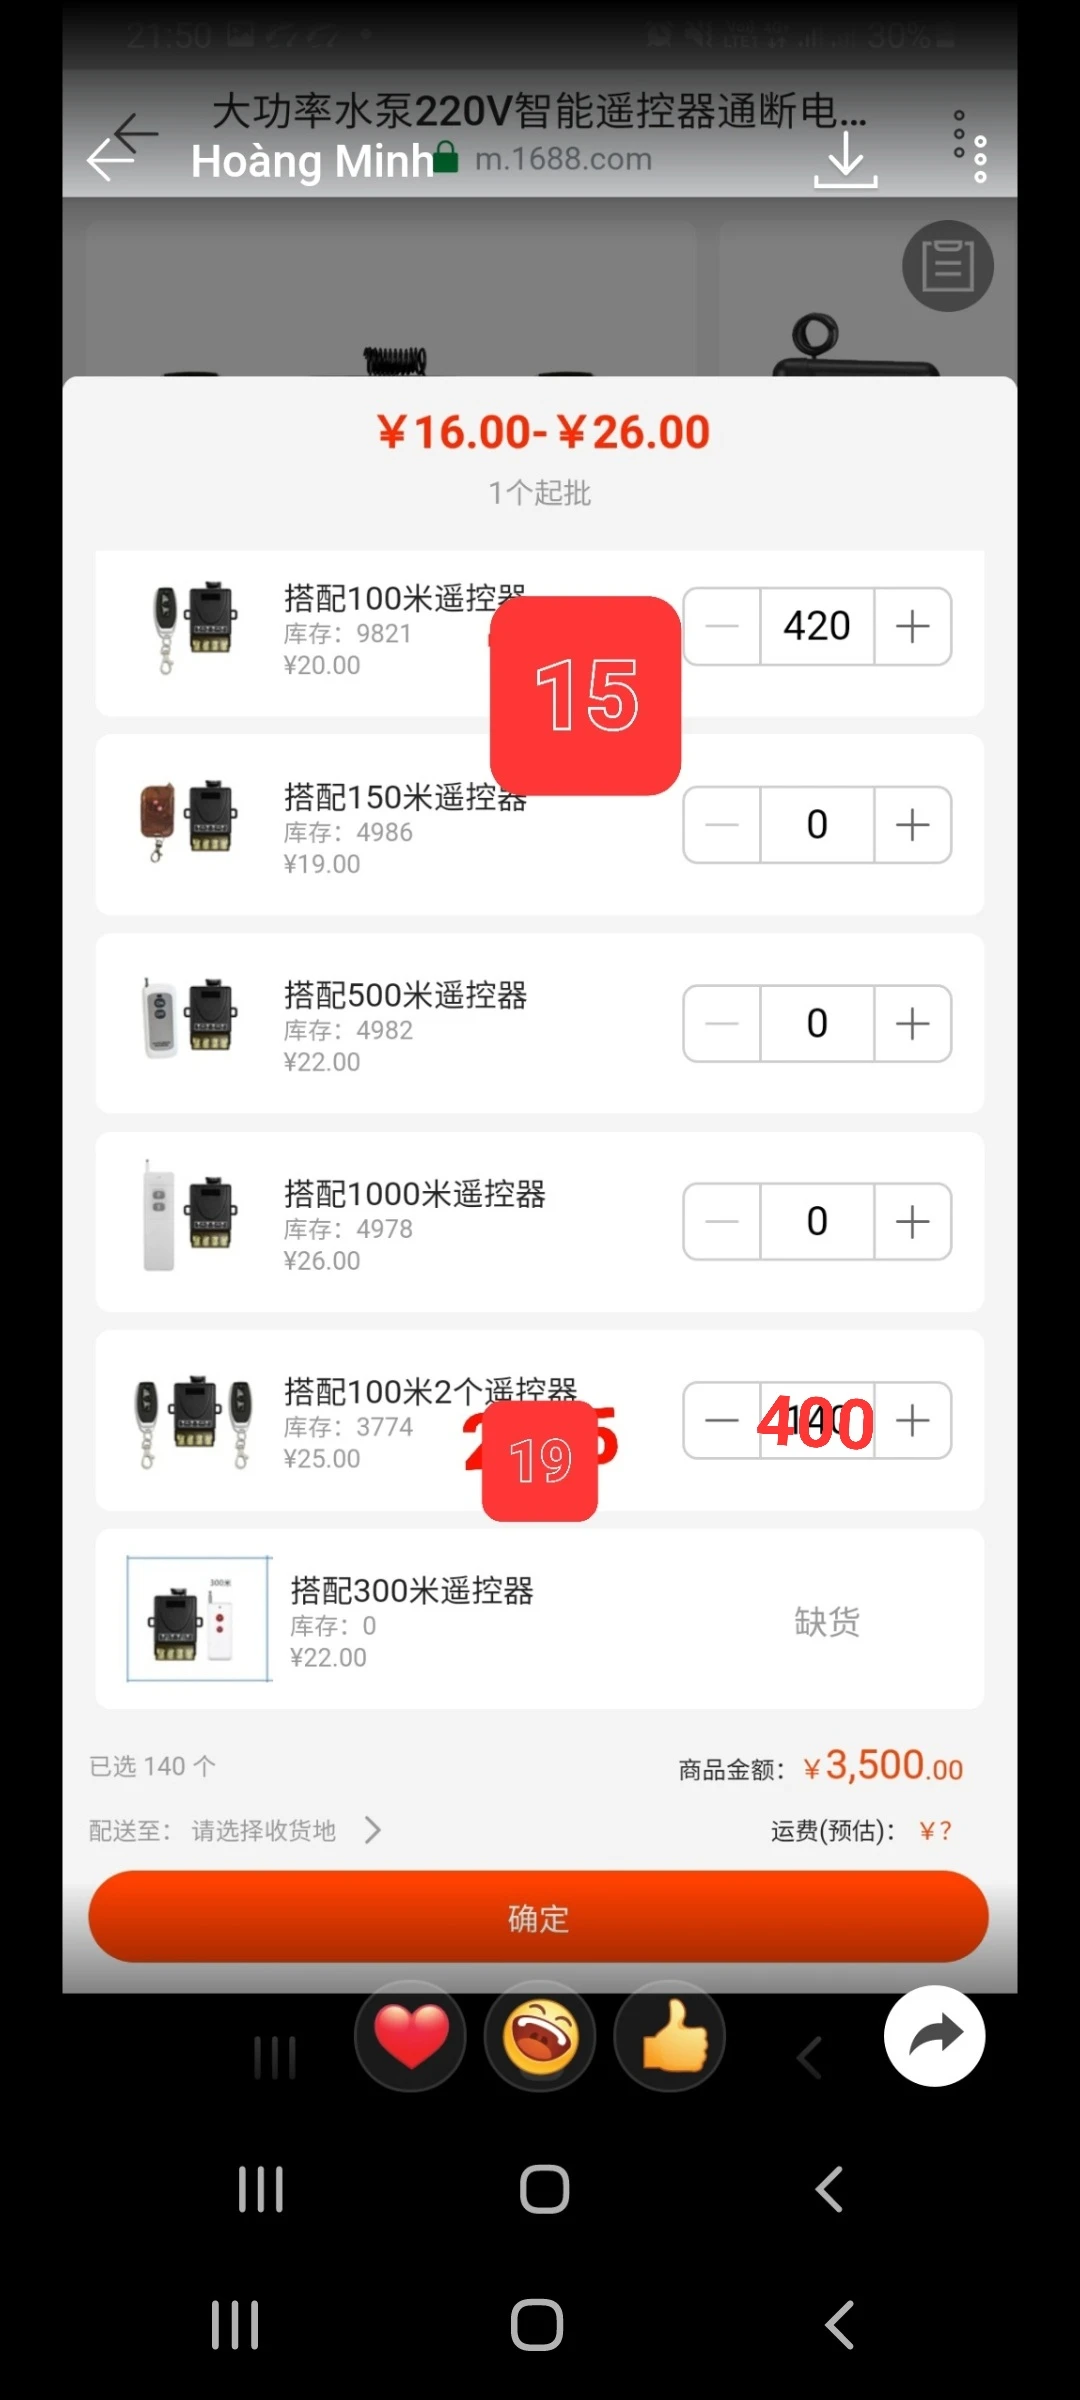 21:50
30%
大功率水泵220V智能遥控器通断电...
Hoàng Minh
m.1688.com
¥16.00-¥26.00
1个起批
搭配100米遥控器
库存：9821
¥20.00
420
15
搭配150米遥控器
库存：4986
¥19.00
0
搭配500米遥控器
库存：4982
¥22.00
0
搭配1000米遥控器
库存：4978
¥26.00
0
搭配100米2个遥控器
库存：3774
¥25.00
19
400
300米
搭配300米遥控器
库存：0
¥22.00
缺货
已选 140 个
商品金额：¥3,500.00
配送至：请选择收货地
运费(预估)：¥?
确定